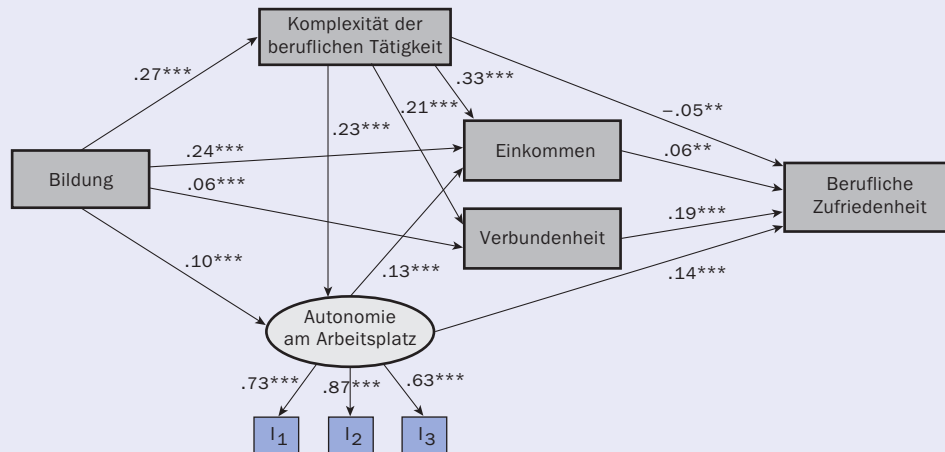 Komplexität der
beruflichen Tätigkeit
.27***
.33***
.21***
–.05**
.23***
.24***
Einkommen
.06**
Bildung
.06***
Berufliche
Zufriedenheit
.19***
Verbundenheit
.10***
.13***
.14***
Autonomie
am Arbeitsplatz
.73***
.87***
.63***
I1
I2
I3